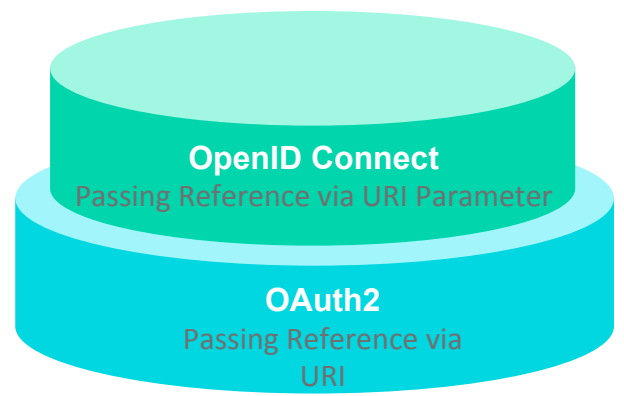 OpenID Connect
Passing Reference via URI Parameter
OAuth2
Passing Reference via
URI